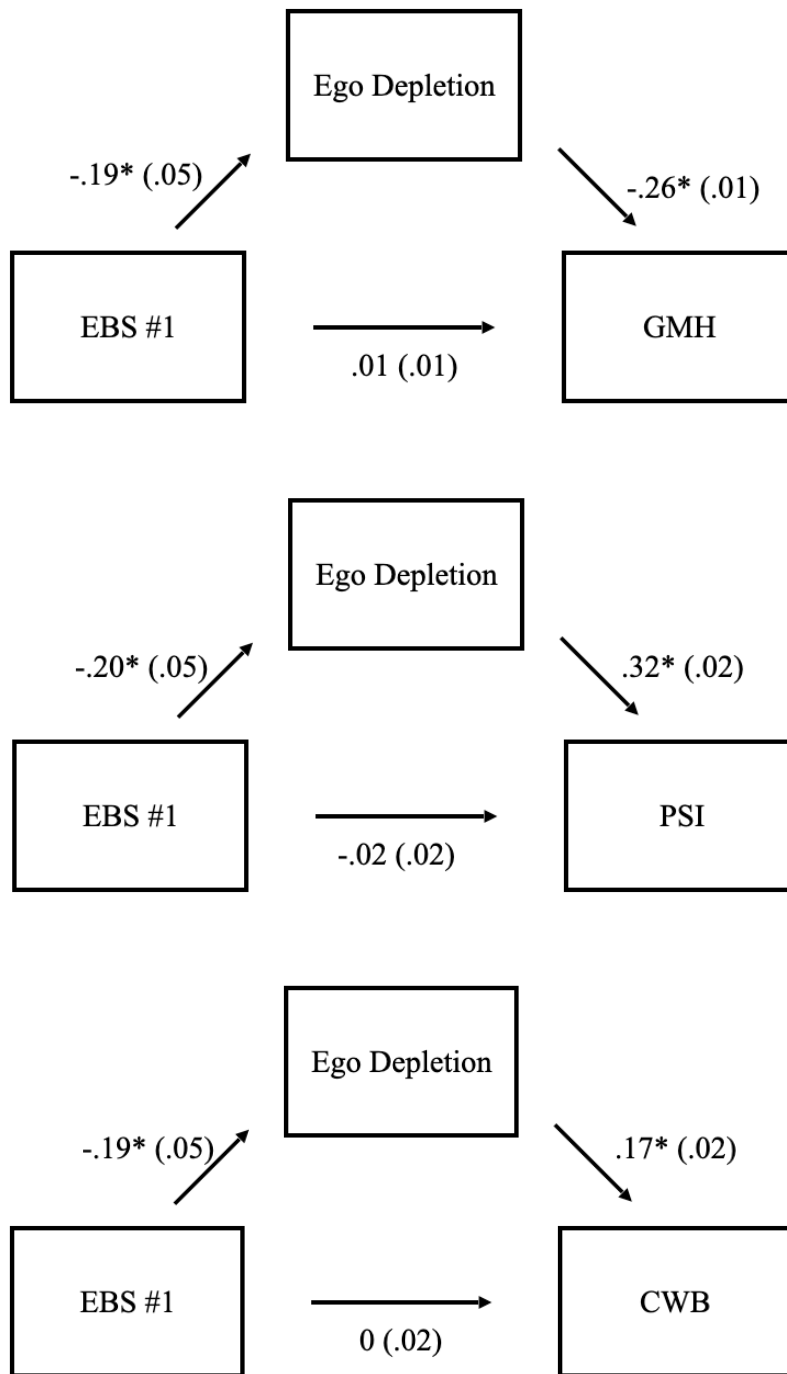 Ego Depletion
-.19* (.05)
-.26* (.01)
EBS #1
GMH
.01 (.01)
Ego Depletion
-.20* (.05)
.32* (.02)
EBS #1
PSI
-.02 (.02)
Ego Depletion
-.19* (.05)
.17* (.02)
EBS #1
CWB
0 (.02)